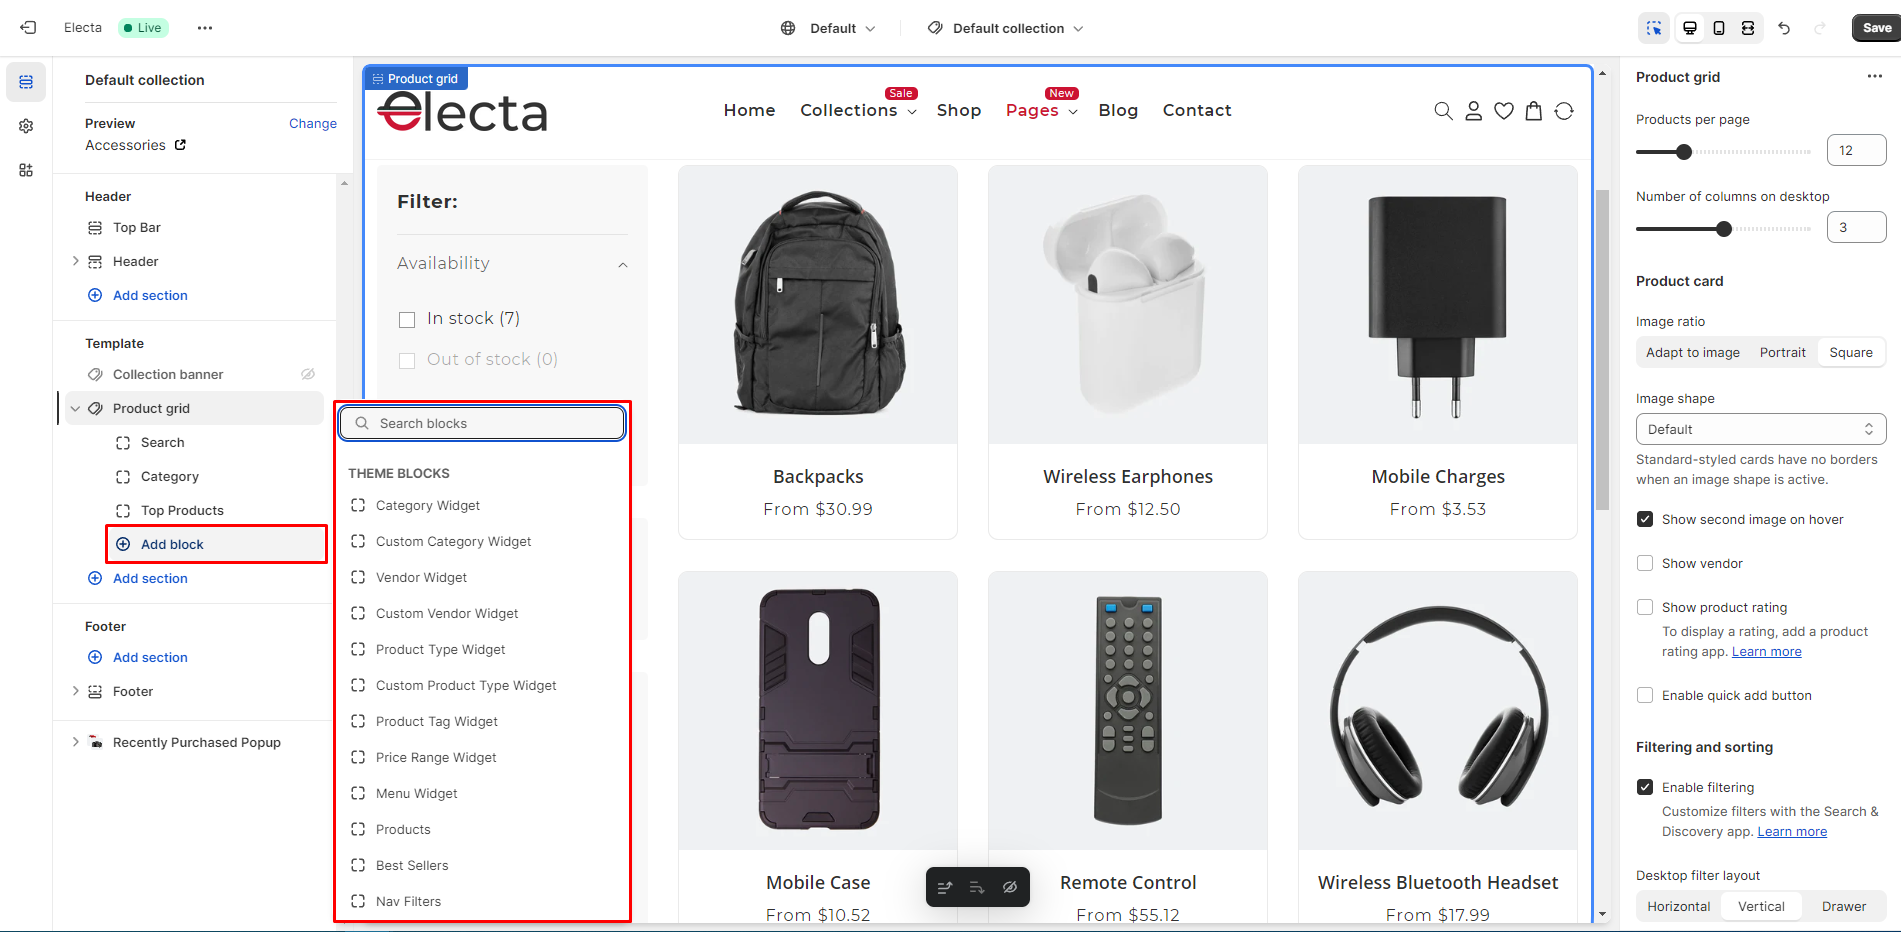 Electa
Live
Default
Default collection
Save
Default collection
Preview
Change
Accessories
Header
Top Bar
Header
Add section
Template
Collection banner
Product grid
Search
Category
Top Products
Add block
Add section
Footer
Add section
Footer
Recently Purchased Popup
Search blocks
THEME BLOCKS
Category Widget
Custom Category Widget
Vendor Widget
Custom Vendor Widget
Product Type Widget
Custom Product Type Widget
Product Tag Widget
Price Range Widget
Menu Widget
Products
Best Sellers
Nav Filters
Product grid
electa
Home
Collections
Sale
Shop
Pages
New
Blog
Contact
Filter:
Availability
In stock (7)
Out of stock (0)
Backpacks
From $30.99
Wireless Earphones
From $12.50
Mobile Charges
From $3.53
Mobile Case
From $10.52
Remote Control
From $55.12
Wireless Bluetooth Headset
From $17.99
Product grid
Products per page
12
Number of columns on desktop
3
Product card
Image ratio
Adapt to image Portrait Square
Image shape
Default
Standard-styled cards have no borders
when an image shape is active.
Show second image on hover
Show vendor
Show product rating
To display a rating, add a product
rating app. Learn more
Enable quick add button
Filtering and sorting
Enable filtering
Customize filters with the Search &
Discovery app. Learn more
Desktop filter layout
Horizontal Vertical Drawer